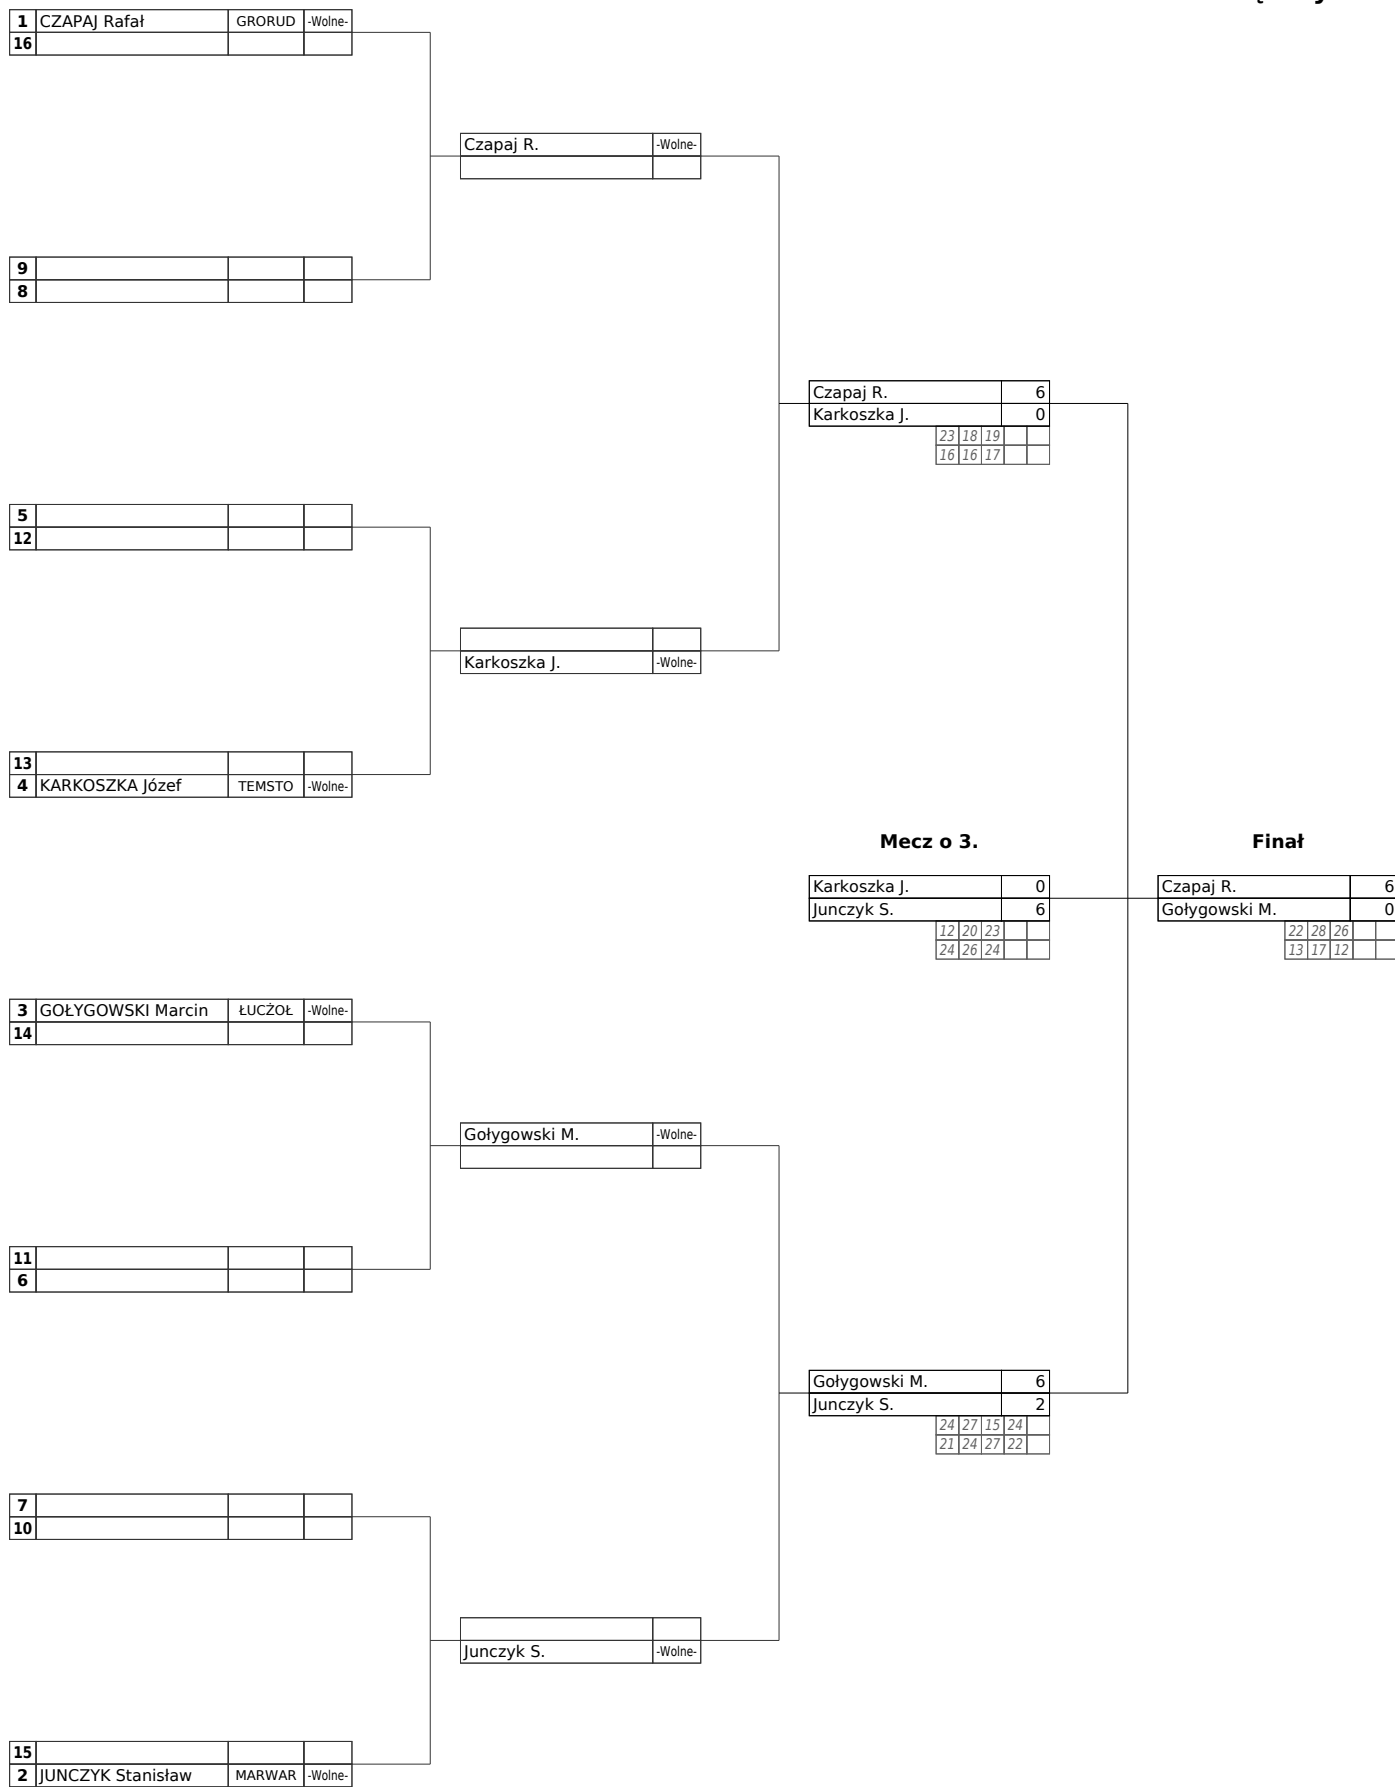 1 CZAPAJ Rafał GRORUD -Wolne-
16
Czapaj R. -Wolne-
9
8
Czapaj R. 6
Karkoszka J. 0
23 18 19
16 16 17
5
12
Karkoszka J. -Wolne-
13
4 KARKOSZKA Józef TEMSTO -Wolne-
Mecz o 3. Finał
Karkoszka J. 0 Czapaj R. 6
Junczyk S. 6 Gołygowski M. 0
12 20 23 22 28 26
24 26 24 13 17 12
3 GOŁYGOWSKI Marcin ŁUCŻOŁ -Wolne-
14
Gołygowski M. -Wolne-
11
6
Gołygowski M. 6
Junczyk S. 2
24 27 15 24
21 24 27 22
7
10
Junczyk S. -Wolne-
15
2 JUNCZYK Stanisław MARWAR -Wolne-